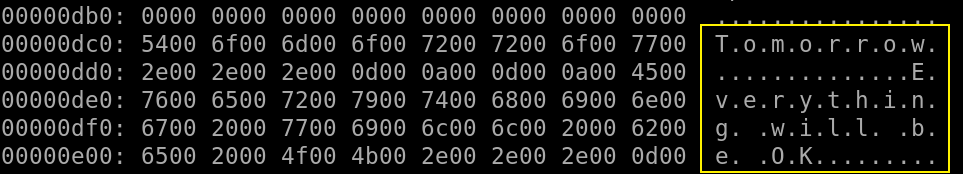 00000db0: 0000 0000 0000 0000 0000 0000 0000 0000  ................
00000dc0: 5400 6f00 6d00 6f00 7200 7200 6f00 7700  T.o.m.o.r.r.o.w.
00000dd0: 2e00 2e00 2e00 0d00 0a00 0d00 0a00 4500  ..............E.
00000de0: 7600 6500 7200 7900 7400 6800 6900 6e00  v.e.r.y.t.h.i.n.
00000df0: 6700 2000 7700 6900 6c00 6c00 2000 6200  g. .w.i.l.l. .b.
00000e00: 6500 2000 4f00 4b00 2e00 2e00 2e00 0d00  e. .O.K.........